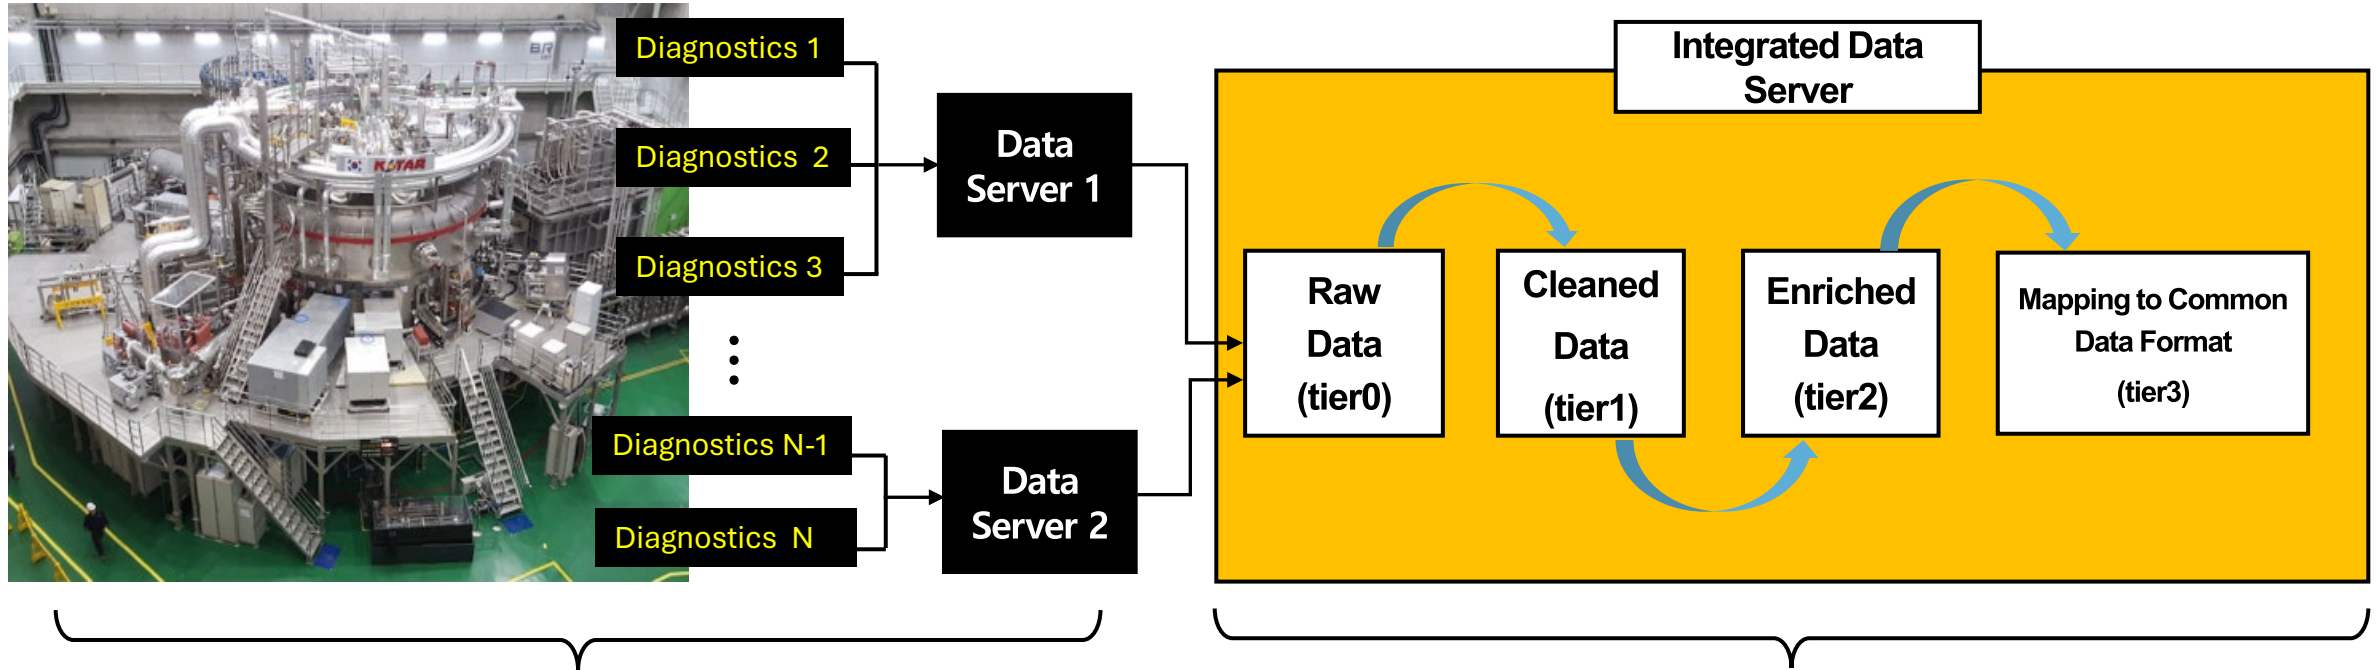 BR
KSTAR
Diagnostics 1
Diagnostics 2
Diagnostics 3
Diagnostics N-1
Diagnostics N
Data
Server 1
Data
Server 2
Integrated Data
Server
Raw
Data
(tier0)
Cleaned
Data
(tier1)
Enriched
Data
(tier2)
Mapping to Common
Data Format
(tier3)